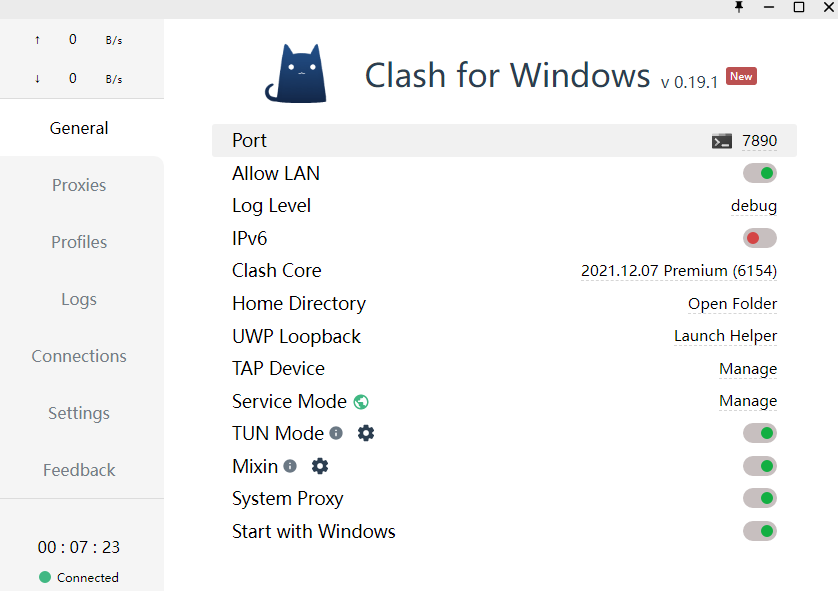 ↑ 0 B/s
↓ 0 B/s
General
Proxies
Profiles
Logs
Connections
Settings
Feedback
00 : 07 : 23
Connected
Clash for Windows v 0.19.1 New
Port 7890
Allow LAN
Log Level debug
IPv6
Clash Core 2021.12.07 Premium (6154)
Home Directory Open Folder
UWP Loopback Launch Helper
TAP Device Manage
Service Mode Manage
TUN Mode
Mixin
System Proxy
Start with Windows